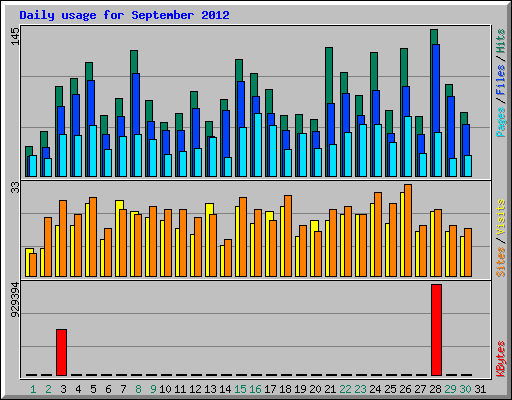 Daily usage for September 2012
145
Pages / Files / Hits
33
Sites / Visits
929394
KBytes
1 2 3 4 5 6 7 8 9 10 11 12 13 14 15 16 17 18 19 20 21 22 23 24 25 26 27 28 29 30 31